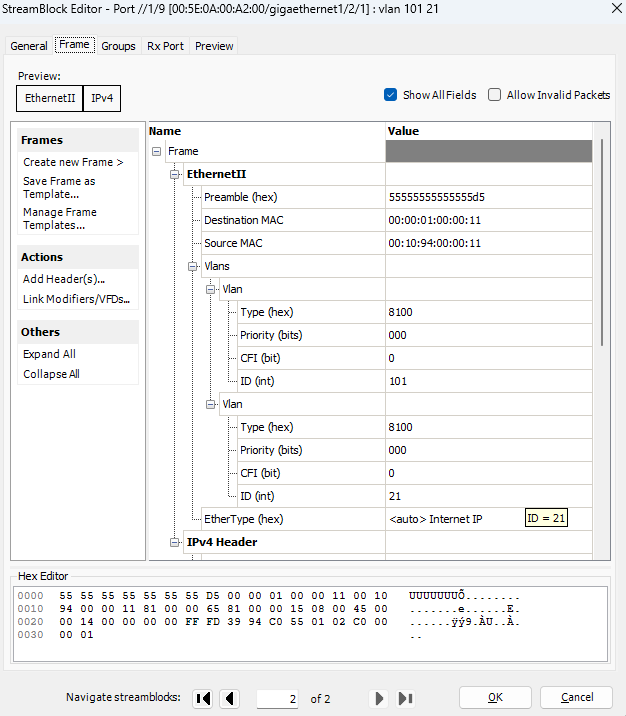 StreamBlock Editor - Port //1/9 [00:5E:0A:00:A2:00/gigaethernet1/2/1] : vlan 101 21
General Frame Groups Rx Port Preview
Preview:
EthernetII IPv4
Show All Fields Allow Invalid Packets
Frames
Create new Frame >
Save Frame as
Template...
Manage Frame
Templates...
Actions
Add Header(s)...
Link Modifiers/VFDs...
Others
Expand All
Collapse All
Name Value
Frame
EthernetII
Preamble (hex) 55555555555555d5
Destination MAC 00:00:01:00:00:11
Source MAC 00:10:94:00:00:11
Vlans
Vlan
Type (hex) 8100
Priority (bits) 000
CFI (bit) 0
ID (int) 101
Vlan
Type (hex) 8100
Priority (bits) 000
CFI (bit) 0
ID (int) 21
EtherType (hex) <auto> Internet IP ID = 21
IPv4 Header
Hex Editor
0000 55 55 55 55 55 55 55 D5 00 00 01 00 00 11 00 10 UUUUUUUÕ........
0010 94 00 00 11 81 00 00 65 81 00 00 15 08 00 45 00 .......e......E.
0020 00 14 00 00 00 00 FF FD 39 94 C0 55 01 02 C0 00 ......ÿý9.ÀU..À.
0030 00 01 ..
Navigate streamblocks: 2 of 2 OK Cancel